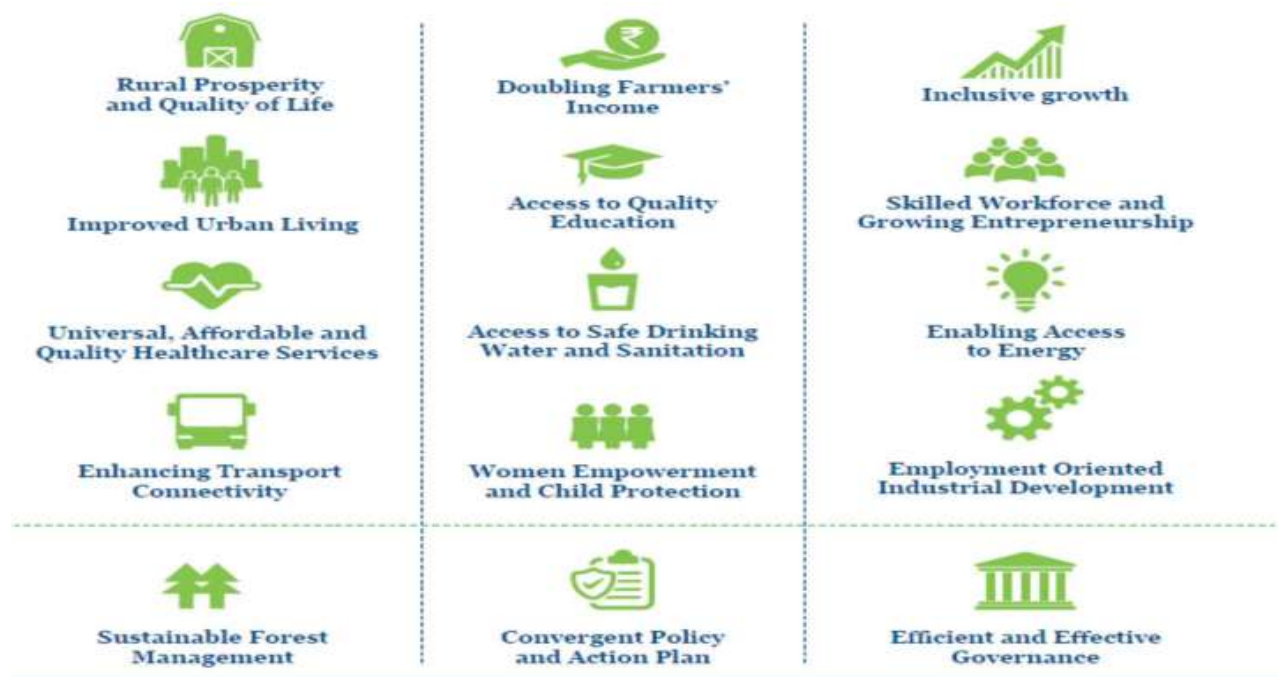 ₹
Rural Prosperity
and Quality of Life
Doubling Farmers'
Income
Inclusive growth
Improved Urban Living
Access to Quality
Education
Skilled Workforce and
Growing Entrepreneurship
Universal, Affordable and
Quality Healthcare Services
Access to Safe Drinking
Water and Sanitation
Enabling Access
to Energy
Enhancing Transport
Connectivity
Women Empowerment
and Child Protection
Employment Oriented
Industrial Development
Sustainable Forest
Management
Convergent Policy
and Action Plan
Efficient and Effective
Governance